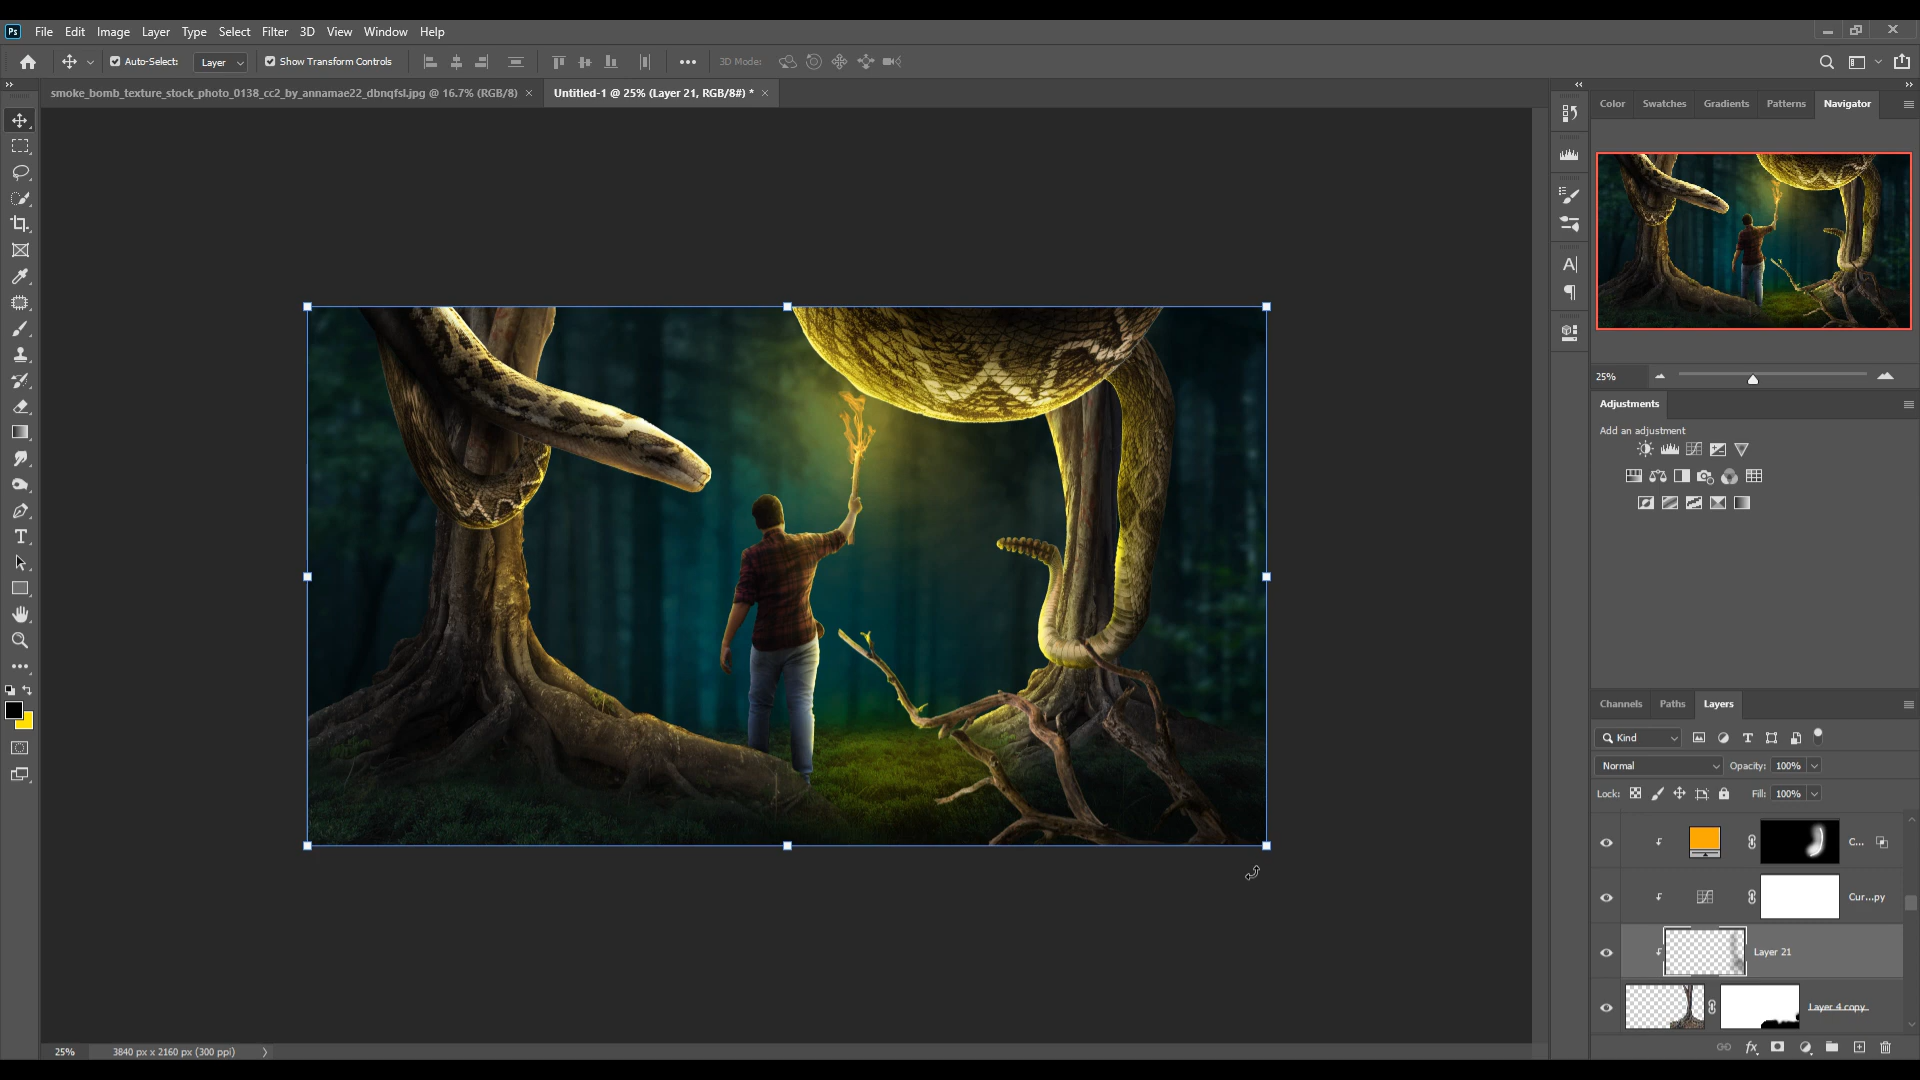 Ps File Edit Image Layer Type Select Filter 3D View Window Help
Auto-Select: Layer Show Transform Controls 3D Mode:
smoke_bomb_texture_stock_photo_0138_cc2_by_annamae22_dbnqfsl.jpg @ 16.7% (RGB/8) × Untitled-1 @ 25% (Layer 21, RGB/8#) * ×
Color Swatches Gradients Patterns Navigator
25%
Adjustments
Add an adjustment
Channels Paths Layers
Kind
Normal Opacity: 100%
Lock: Fill: 100%
C...
Cur...py
Layer 21
Layer 4 copy
25% 3840 px x 2160 px (300 ppi)